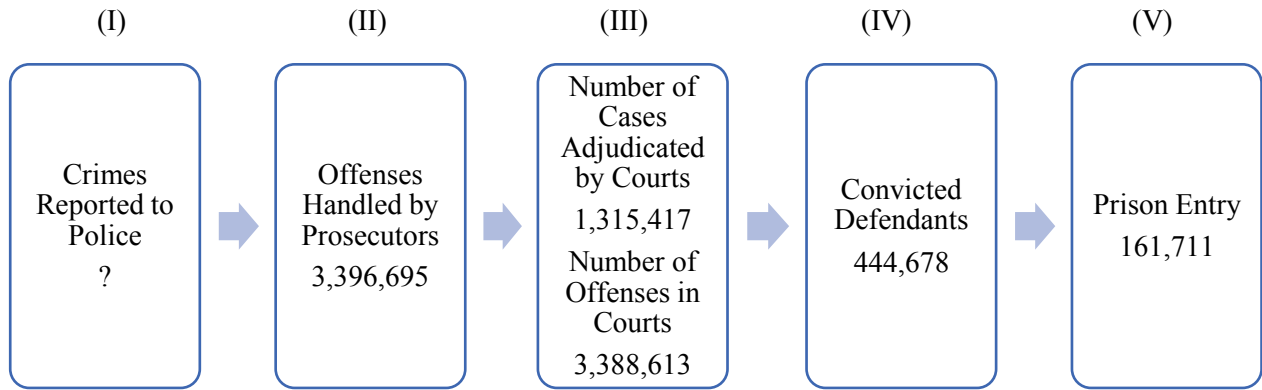 (I)
(II)
(III)
(IV)
(V)
Crimes
Reported to
Police
?
Offenses
Handled by
Prosecutors
3,396,695
Number of
Cases
Adjudicated
by Courts
1,315,417
Number of
Offenses in
Courts
3,388,613
Convicted
Defendants
444,678
Prison Entry
161,711